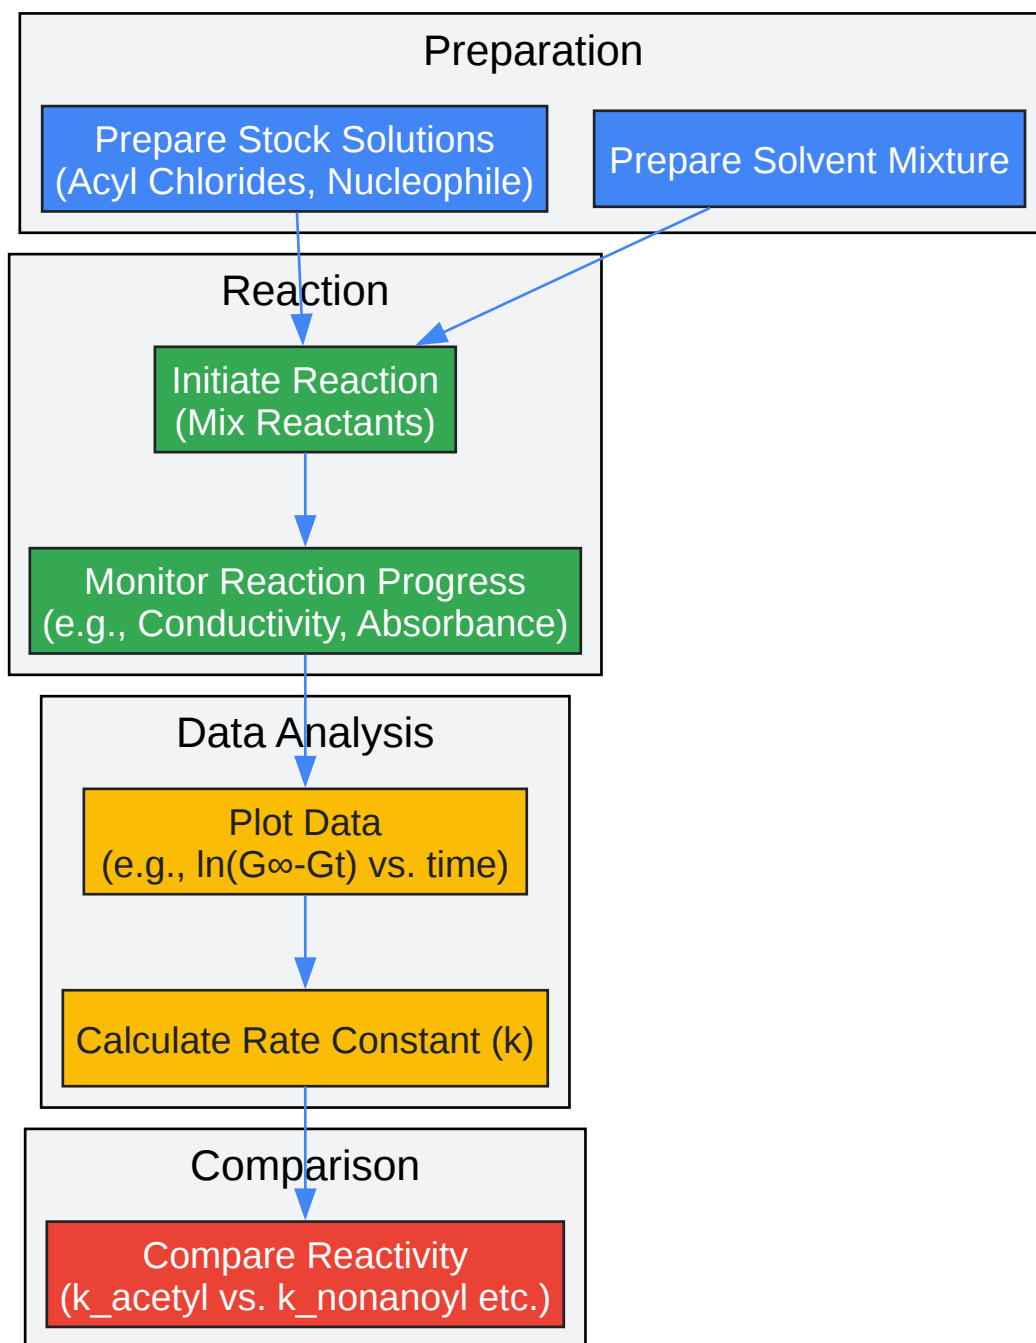 Preparation
Prepare Stock Solutions
(Acyl Chlorides, Nucleophile)
Prepare Solvent Mixture
Reaction
Initiate Reaction
(Mix Reactants)
Monitor Reaction Progress
(e.g., Conductivity, Absorbance)
Data Analysis
Plot Data
(e.g., ln(G∞-Gt) vs. time)
Calculate Rate Constant (k)
Comparison
Compare Reactivity
(k_acetyl vs. k_nonanoyl etc.)